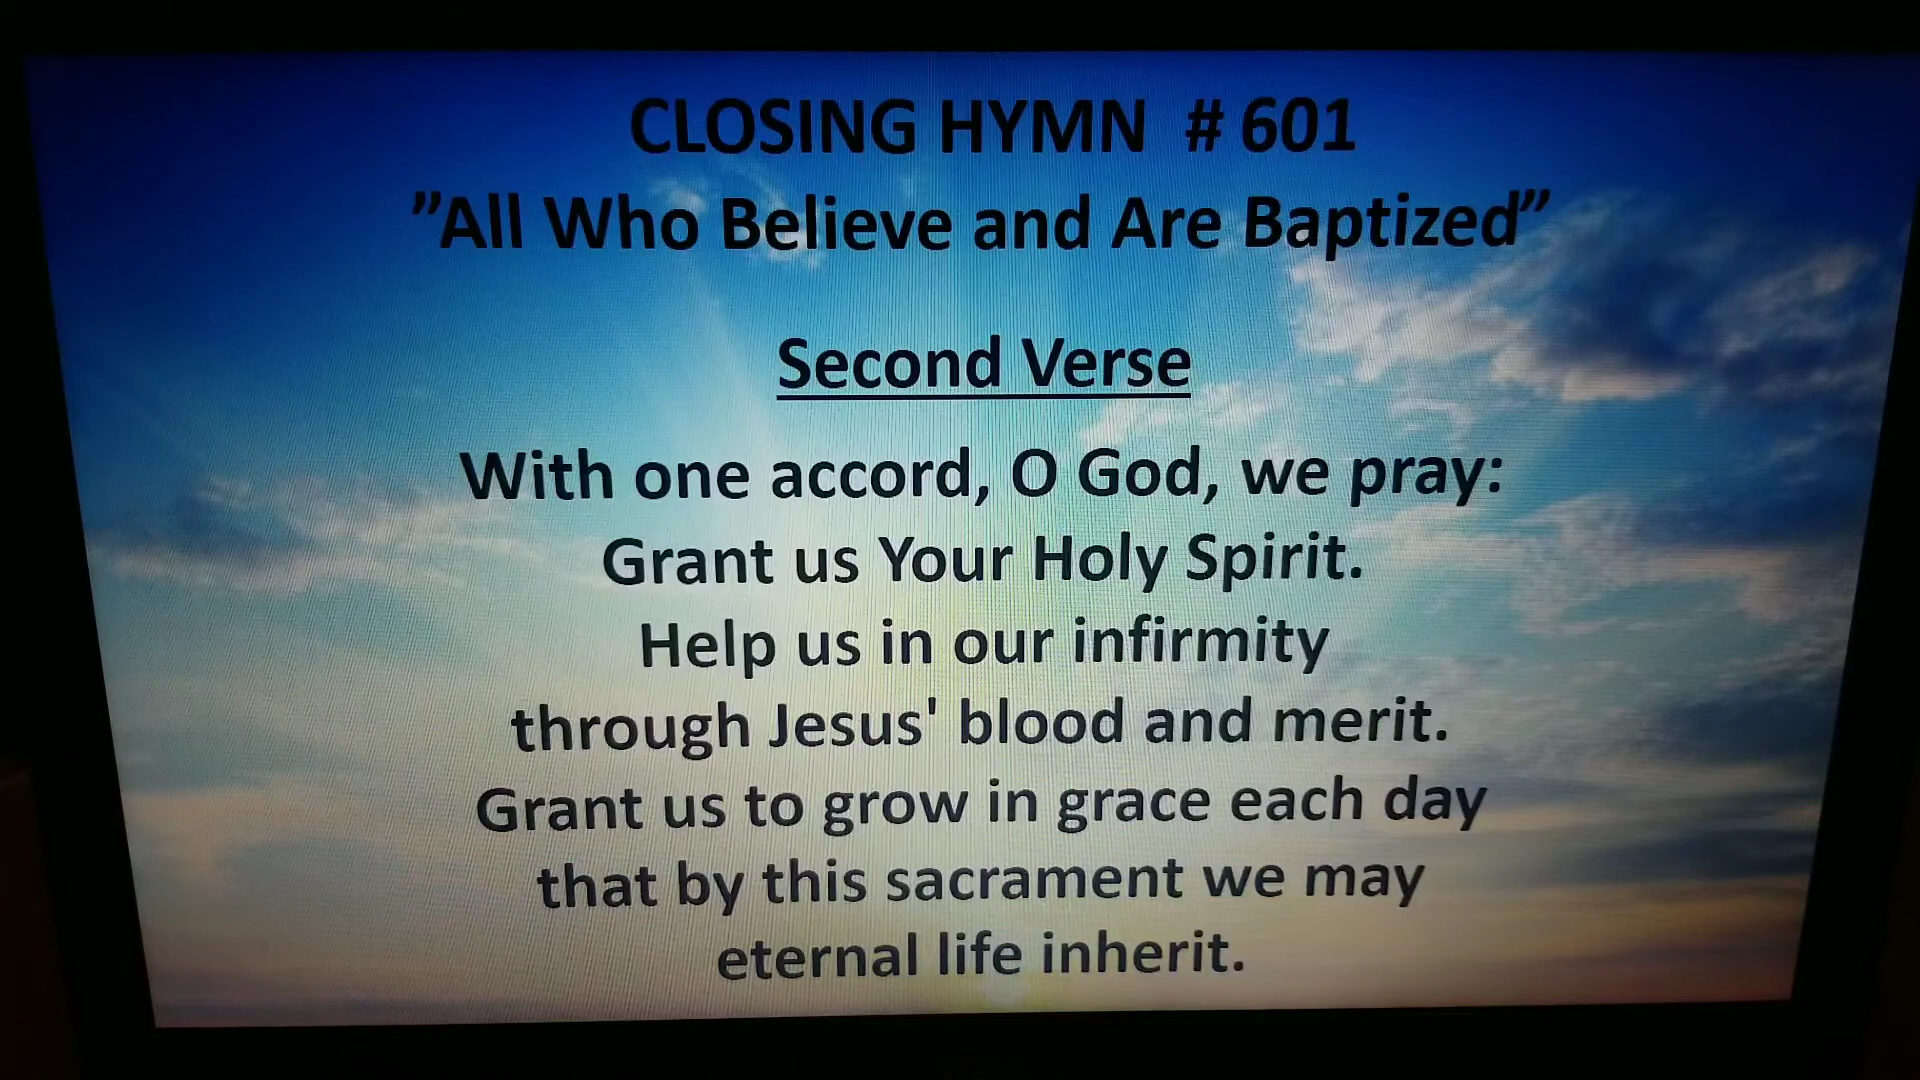 CLOSING HYMN # 601
”All Who Believe and Are Baptized”
Second Verse
With one accord, O God, we pray:
Grant us Your Holy Spirit.
Help us in our infirmity
through Jesus' blood and merit.
Grant us to grow in grace each day
that by this sacrament we may
eternal life inherit.